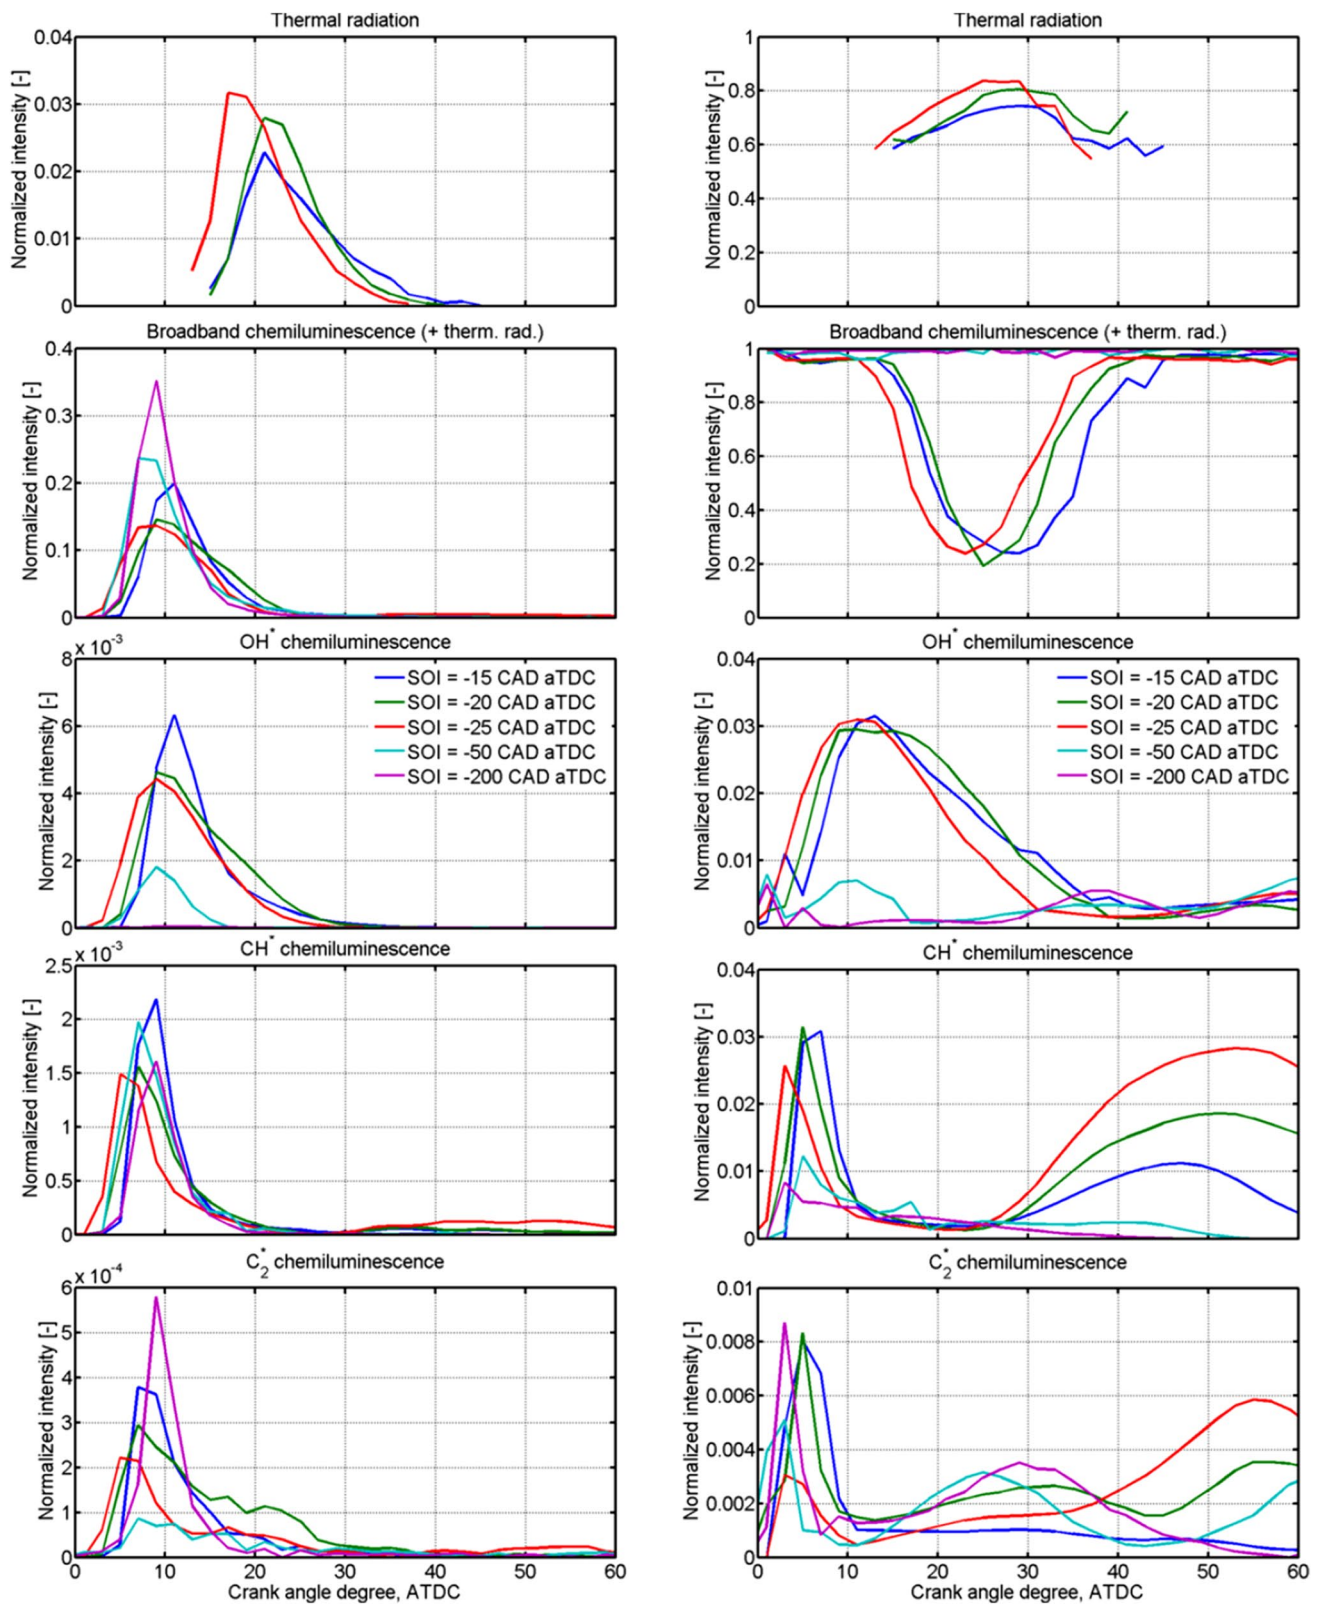 Thermal radiation
0.04
0.03
0.02
0.01
0
Normalized intensity [-]
Thermal radiation
1
0.8
0.6
0.4
0.2
0
Normalized intensity [-]
Broadband chemiluminescence (+ therm. rad.)
0.4
0.3
0.2
0.1
0
Normalized intensity [-]
Broadband chemiluminescence (+ therm. rad.)
1
0.8
0.6
0.4
0.2
0
Normalized intensity [-]
OH* chemiluminescence
x 10-3
8
6
4
2
0
Normalized intensity [-]
SOI = -15 CAD aTDC
SOI = -20 CAD aTDC
SOI = -25 CAD aTDC
SOI = -50 CAD aTDC
SOI = -200 CAD aTDC
OH* chemiluminescence
0.04
0.03
0.02
0.01
0
Normalized intensity [-]
SOI = -15 CAD aTDC
SOI = -20 CAD aTDC
SOI = -25 CAD aTDC
SOI = -50 CAD aTDC
SOI = -200 CAD aTDC
CH* chemiluminescence
x 10-3
2.5
2
1.5
1
0.5
0
Normalized intensity [-]
CH* chemiluminescence
0.04
0.03
0.02
0.01
0
Normalized intensity [-]
C2* chemiluminescence
x 10-4
6
5
4
3
2
1
0
Normalized intensity [-]
0 10 20 30 40 50 60
Crank angle degree, ATDC
C2* chemiluminescence
0.01
0.008
0.006
0.004
0.002
0
Normalized intensity [-]
0 10 20 30 40 50 60
Crank angle degree, ATDC